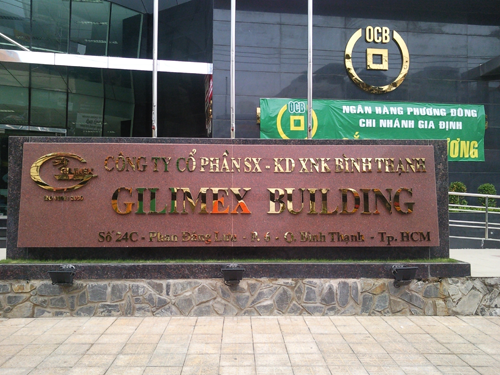 OCB
OCB
NGÂN HÀNG PHƯƠNG ĐÔNG
CHI NHÁNH GIA ĐỊNH
GILIMEX
CÔNG TY CỔ PHẦN SX - KD XNK BÌNH THẠNH
GILIMEX BUILDING
Số 24C - Phan Đăng Lưu - P. 6 - Q. Bình Thạnh - Tp. HCM